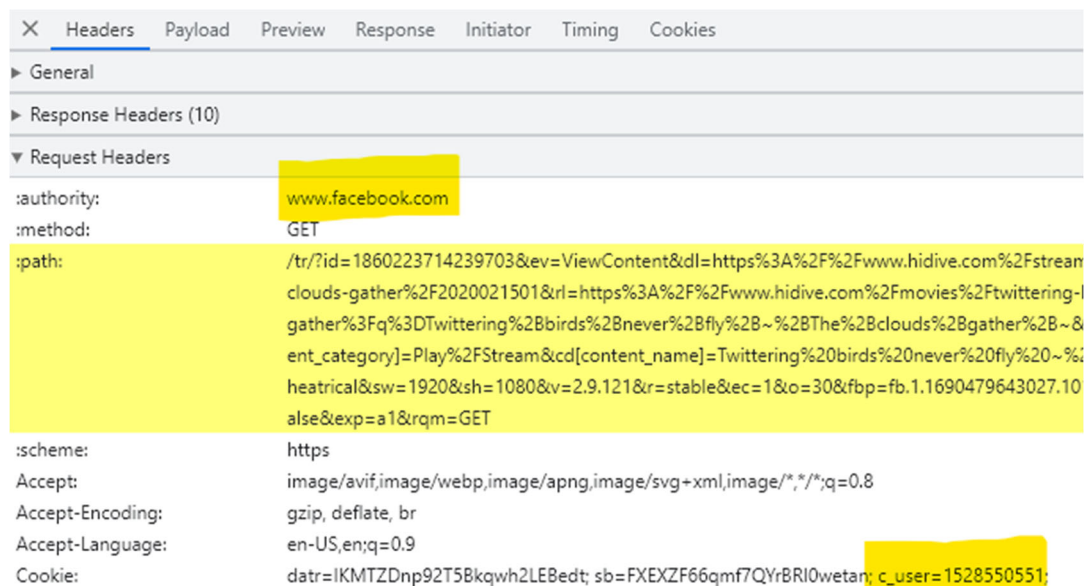 Headers Payload Preview Response Initiator Timing Cookies
General
Response Headers (10)
Request Headers
:authority: www.facebook.com
:method: GET
:path: /tr/?id=1860223714239703&ev=ViewContent&dl=https%3A%2F%2Fwww.hidive.com%2Fstream
clouds-gather%2F2020021501&rl=https%3A%2F%2Fwww.hidive.com%2Fmovies%2Ftwittering-
gather%3Fq%3DTwittering%2Bbirds%2Bnever%2Bfly%2B~%2BThe%2Bclouds%2Bgather%2B~&
ent_category]=Play%2FStream&cd[content_name]=Twittering%20birds%20never%20fly%20~%2
heatrical&sw=1920&sh=1080&v=2.9.121&r=stable&ec=1&o=30&fbp=fb.1.1690479643027.10
alse&exp=a1&rqm=GET
:scheme: https
Accept: image/avif,image/webp,image/apng,image/svg+xml,image/*,*/*;q=0.8
Accept-Encoding: gzip, deflate, br
Accept-Language: en-US,en;q=0.9
Cookie: datr=IKMTZDnp92T5Bkqwh2LEBedt; sb=FXEXZF66qmf7QYrBRI0wetan; c_user=1528550551;